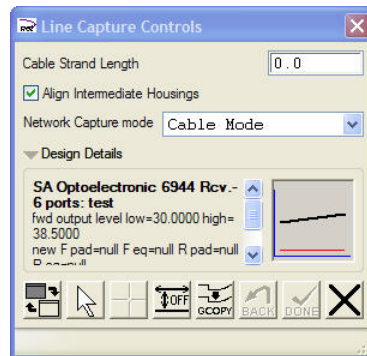 Line Capture Controls
Cable Strand Length 0.0
Align Intermediate Housings
Network Capture mode Cable Mode
Design Details
SA Optoelectronic 6944 Rcv.-
6 ports: test
fwd output level low=30.0000 high=
38.5000
new F pad=null F eq=null R pad=null
R eq=null
OFF GCOPY BACK DONE